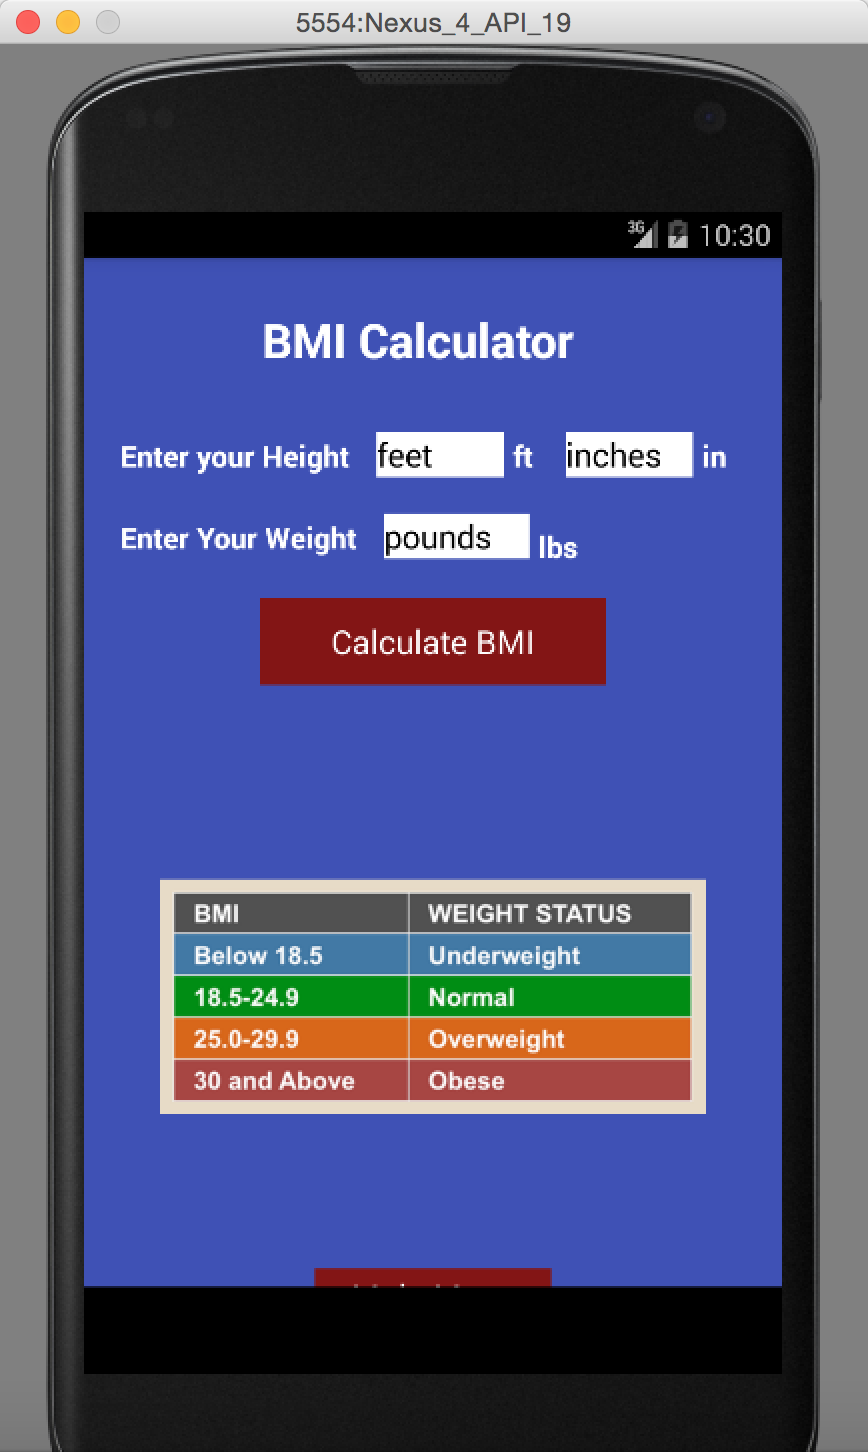 5554:Nexus_4_API_19
3G 10:30
BMI Calculator
Enter your Height feet ft inches in
Enter Your Weight pounds lbs
Calculate BMI
BMI WEIGHT STATUS
Below 18.5 Underweight
18.5-24.9 Normal
25.0-29.9 Overweight
30 and Above Obese